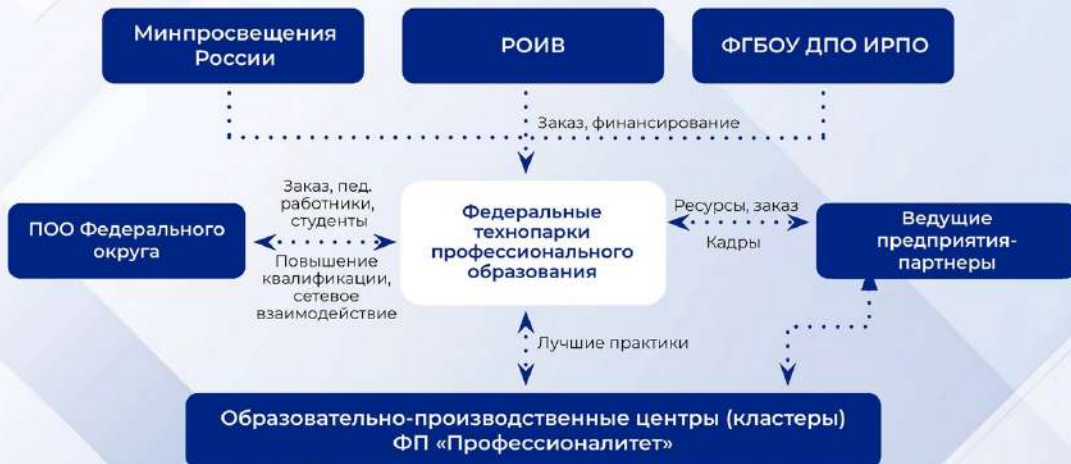 Минпросвещения
России
РОИВ
ФГБОУ ДПО ИРПО
Заказ, финансирование
Заказ, пед.
работники,
студенты
ПОО Федерального
округа
Повышение
квалификации,
сетевое
взаимодействие
Федеральные
технопарки
профессионального
образования
Ресурсы, заказ
Кадры
Ведущие
предприятия-
партнеры
Лучшие практики
Образовательно-производственные центры (кластеры)
ФП «Профессионалитет»